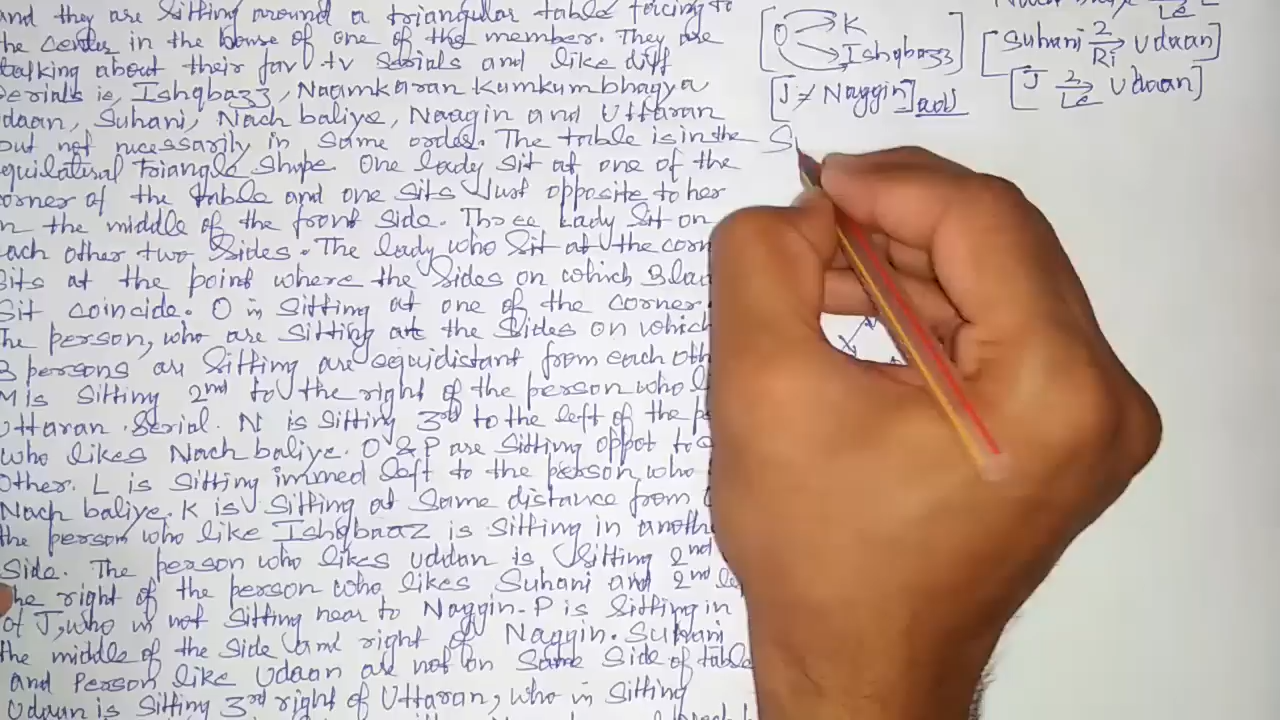 and they are sitting around a triangular table facing to
the center in the house of one of the member. They are
talking about their fav tv Serials and like diff
Serials ie, Ishqbazz, Naamkaran Kumkumbhagya
daan, Suhani, Nach baliye, Naagin and Uttaran
but not necessarily in same order. The table is in the
equilateral triangle shape One lady sit at one of the
corner of the table and one sits Just opposite to her
n the middle of the front side. Three Lady sit on
each other two sides. The lady who sit at the corn
sits at the point where the sides on which 3 lad
sit coincide. O is sitting at one of the corner.
The person, who are sitting at the sides on which
3 persons are sitting are equidistant from each oth
M is sitting 2nd to the right of the person who li
Uttaran Serial. N is sitting 3rd to the left of the p
who likes Nach baliye. O & P are sitting oppot to
other. L is sitting immed left to the person who
Nach baliye. K is sitting at same distance from
the person who like Ishqbaaz is sitting in anoth
side. The person who likes uddan is sitting 2nd
the right of the person who likes Suhani and 2nd le
of J, who is not sitting near to Naggin. P is sitting in
the middle of the side and right of Naggin. Suhani
and Person like Udaan are not on same side of table
Udaan is sitting 3rd right of Uttaran, who is sitting
O K
Ishqbazz
Suhani 2 Ri Udaan
J ≠ Naggin
J 2 Le Udaan